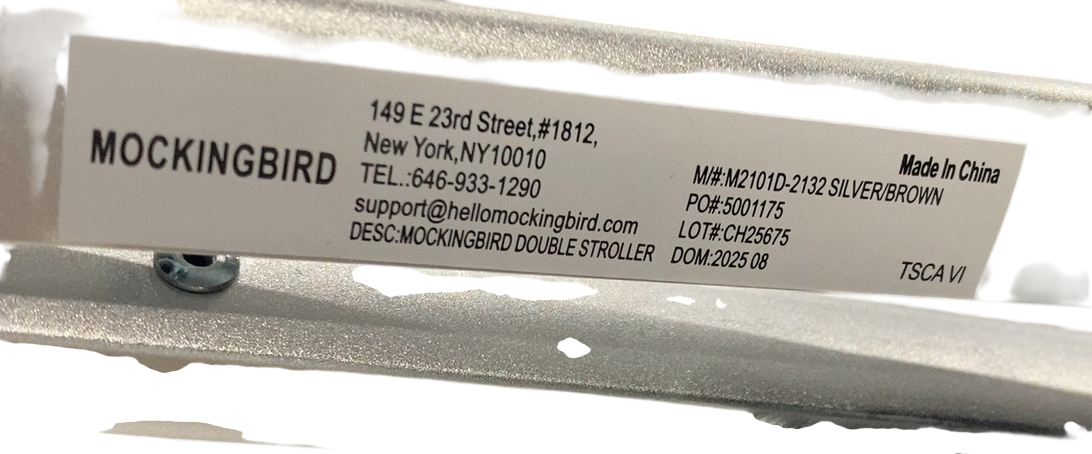 MOCKINGBIRD
149 E 23rd Street,#1812,
New York,NY10010
TEL.:646-933-1290
support@hellomockingbird.com
DESC:MOCKINGBIRD DOUBLE STROLLER
Made In China
M/#:M2101D-2132 SILVER/BROWN
PO#:5001175
LOT#:CH25675
DOM:2025 08
TSCA VI